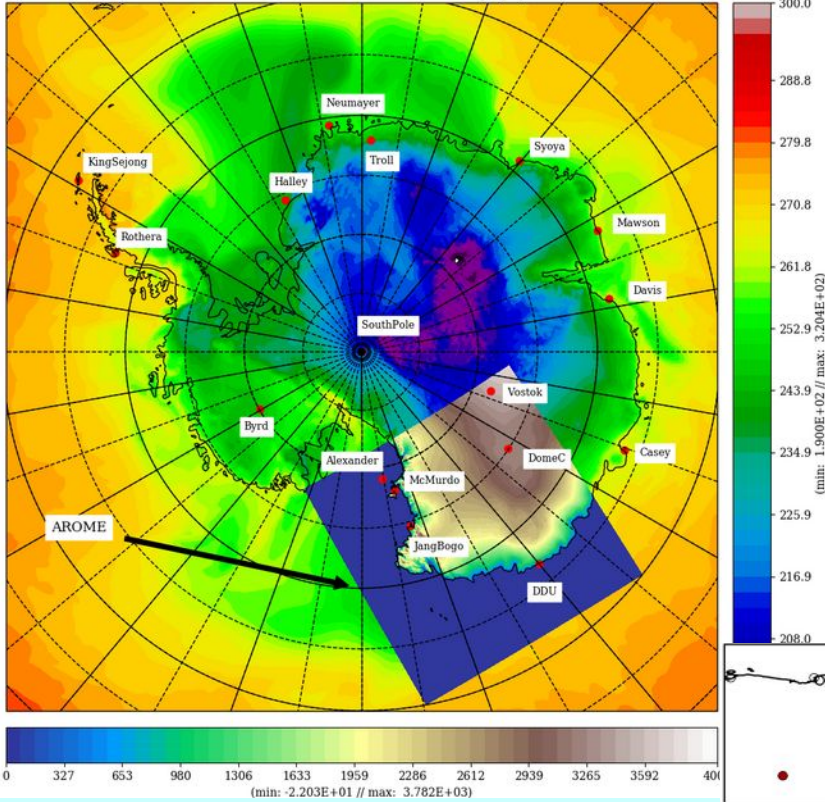 300.0
288.8
279.8
270.8
261.8
252.9
243.9
234.9
225.9
216.9
208.0
(min: 1.900E+02 // max: 3.204E+02)
Neumayer
Troll
Syoya
KingSejong
Halley
Rothera
Mawson
Davis
SouthPole
Vostok
Byrd
Alexander
McMurdo
DomeC
Casey
AROME
JangBogo
DDU
0 327 653 980 1306 1633 1959 2286 2612 2939 3265 3592 400
(min: -2.203E+01 // max: 3.782E+03)